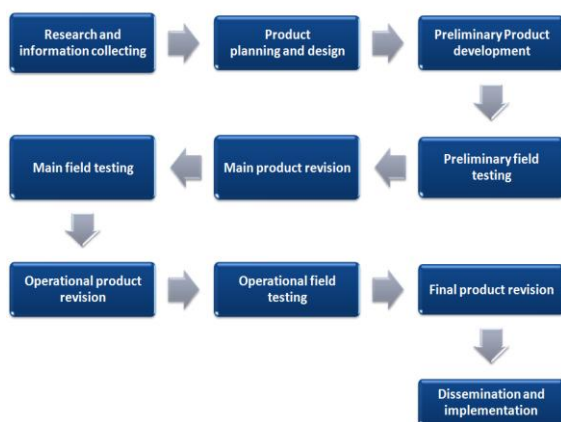 Research and
information collecting
Product
planning and design
Preliminary Product
development
Preliminary field
testing
Main product revision
Main field testing
Operational product
revision
Operational field
testing
Final product revision
Dissemination and
implementation